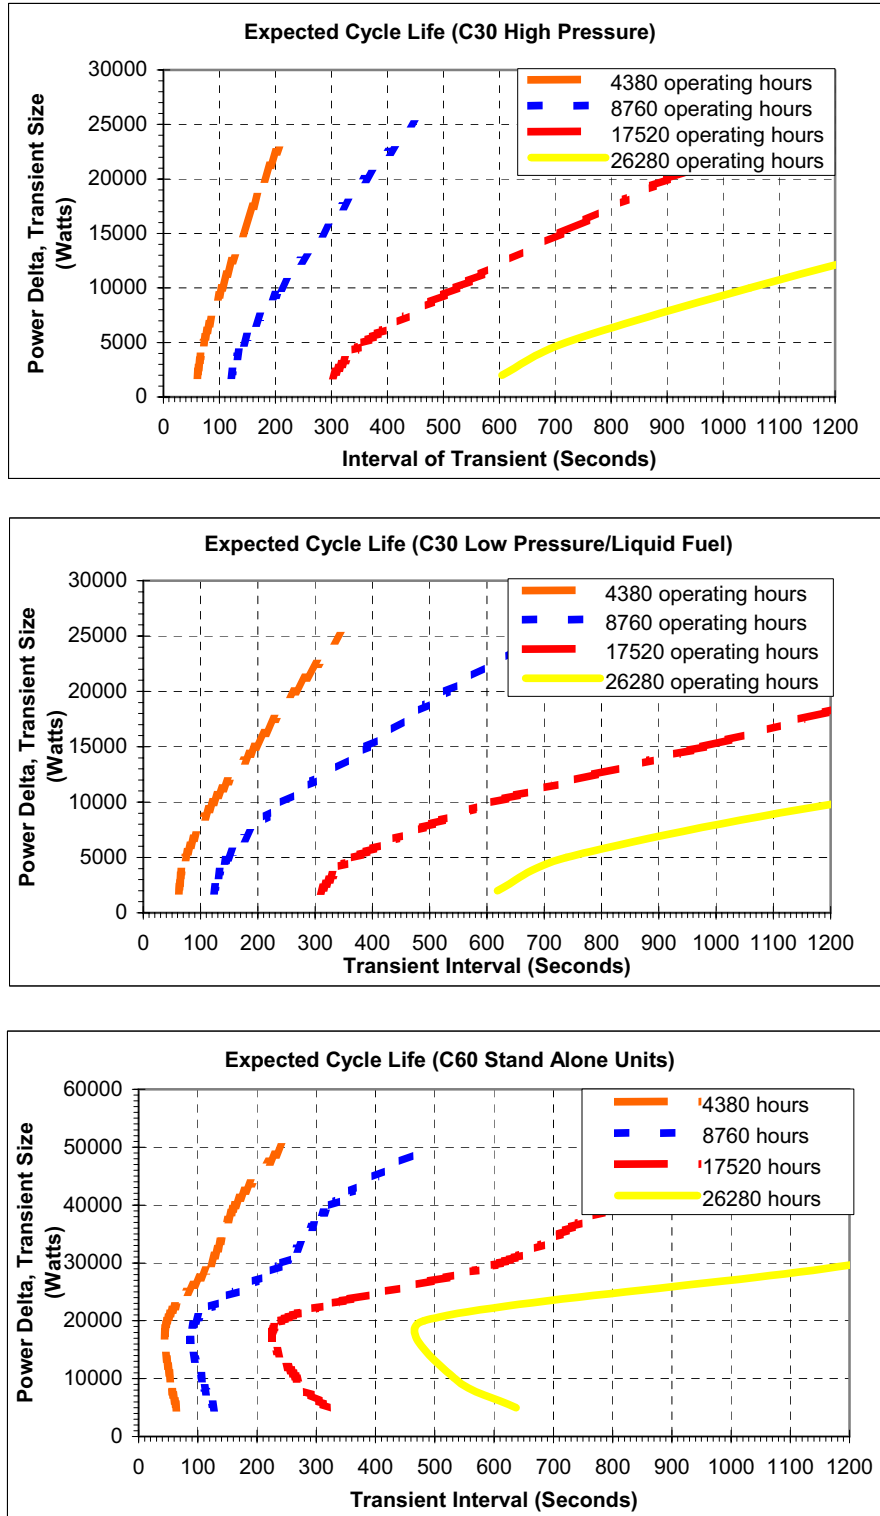 Expected Cycle Life (C30 High Pressure)
30000
25000
20000
15000
10000
5000
0
Power Delta, Transient Size
(Watts)
4380 operating hours
8760 operating hours
17520 operating hours
26280 operating hours
0 100 200 300 400 500 600 700 800 900 1000 1100 1200
Interval of Transient (Seconds)
Expected Cycle Life (C30 Low Pressure/Liquid Fuel)
30000
25000
20000
15000
10000
5000
0
Power Delta, Transient Size
(Watts)
4380 operating hours
8760 operating hours
17520 operating hours
26280 operating hours
0 100 200 300 400 500 600 700 800 900 1000 1100 1200
Transient Interval (Seconds)
Expected Cycle Life (C60 Stand Alone Units)
60000
50000
40000
30000
20000
10000
0
Power Delta, Transient Size
(Watts)
4380 hours
8760 hours
17520 hours
26280 hours
0 100 200 300 400 500 600 700 800 900 1000 1100 1200
Transient Interval (Seconds)